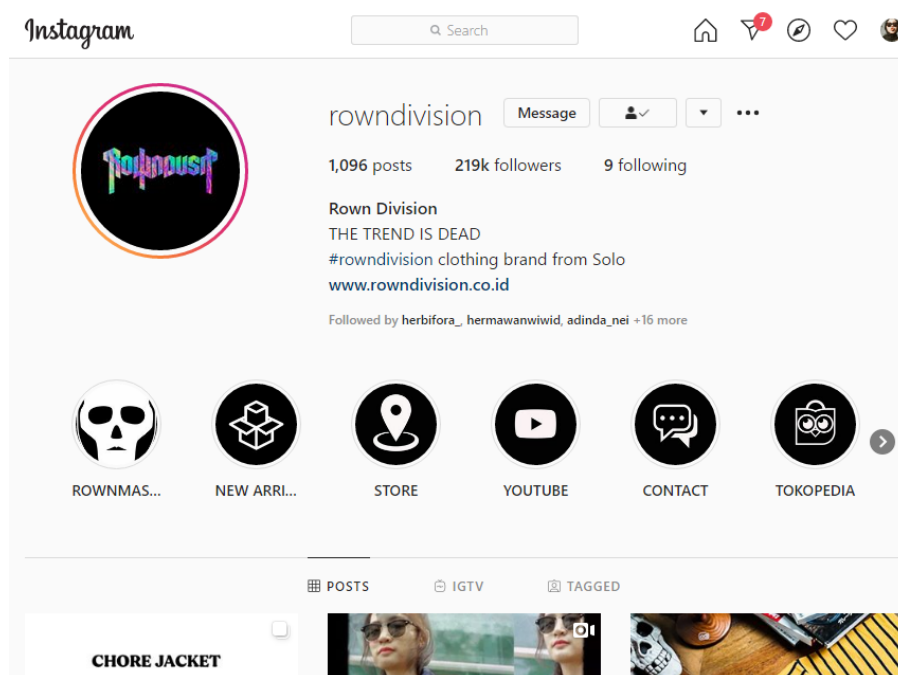 Instagram
Search
7
ROWNDVSN
rowndivision Message
1,096 posts 219k followers 9 following
Rown Division
THE TREND IS DEAD
#rowndivision clothing brand from Solo
www.rowndivision.co.id
Followed by herbifora_, hermawanwiwid, adinda_nei +16 more
ROWNMAS... NEW ARRI... STORE YOUTUBE CONTACT TOKOPEDIA
POSTS IGTV TAGGED
CHORE JACKET